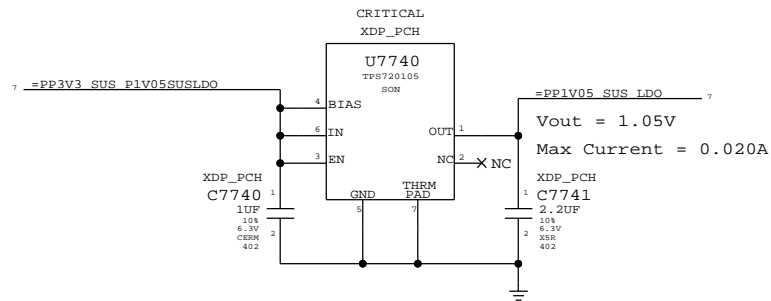 CRITICAL
XDP_PCH
U7740
TPS720105
SON
7 =PP3V3_SUS_P1V05SUSLDO
=PP1V05_SUS_LDO 7
4 BIAS
6 IN
OUT 1
3 EN
NC 2 NC
Vout = 1.05V
Max Current = 0.020A
GND
THRM
PAD
5
7
XDP_PCH
C7740 1
1UF
10%
6.3V 2
CERM
402
XDP_PCH
1 C7741
2.2UF
10%
2 6.3V
X5R
402